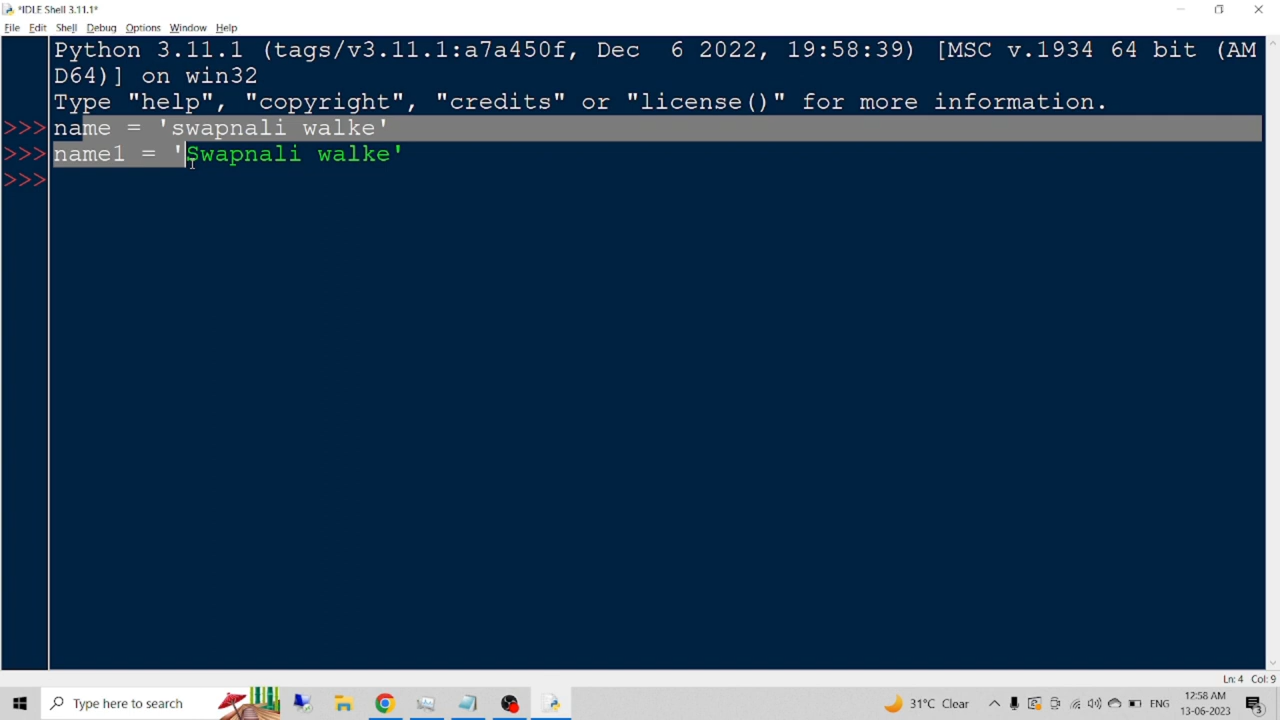 *IDLE Shell 3.11.1*
File Edit Shell Debug Options Window Help
Python 3.11.1 (tags/v3.11.1:a7a450f, Dec  6 2022, 19:58:39) [MSC v.1934 64 bit (AM
D64)] on win32
Type "help", "copyright", "credits" or "license()" for more information.
>>> name = 'swapnali walke'
>>> name1 = 'Swapnali walke'
>>>
Ln: 4 Col: 9
Type here to search
31°C Clear
ENG
12:58 AM
13-06-2023
3